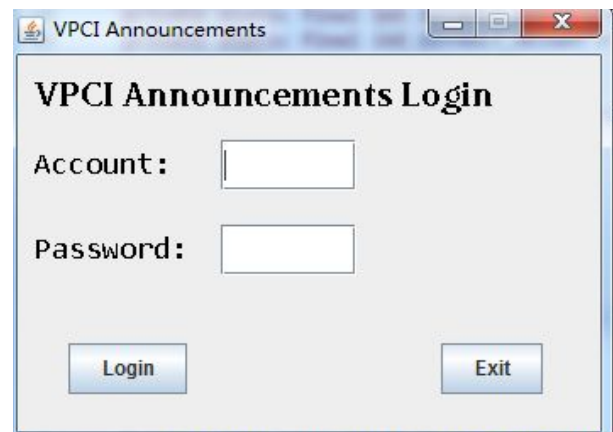 VPCI Announcements
VPCI Announcements Login
Account:
Password:
Login Exit